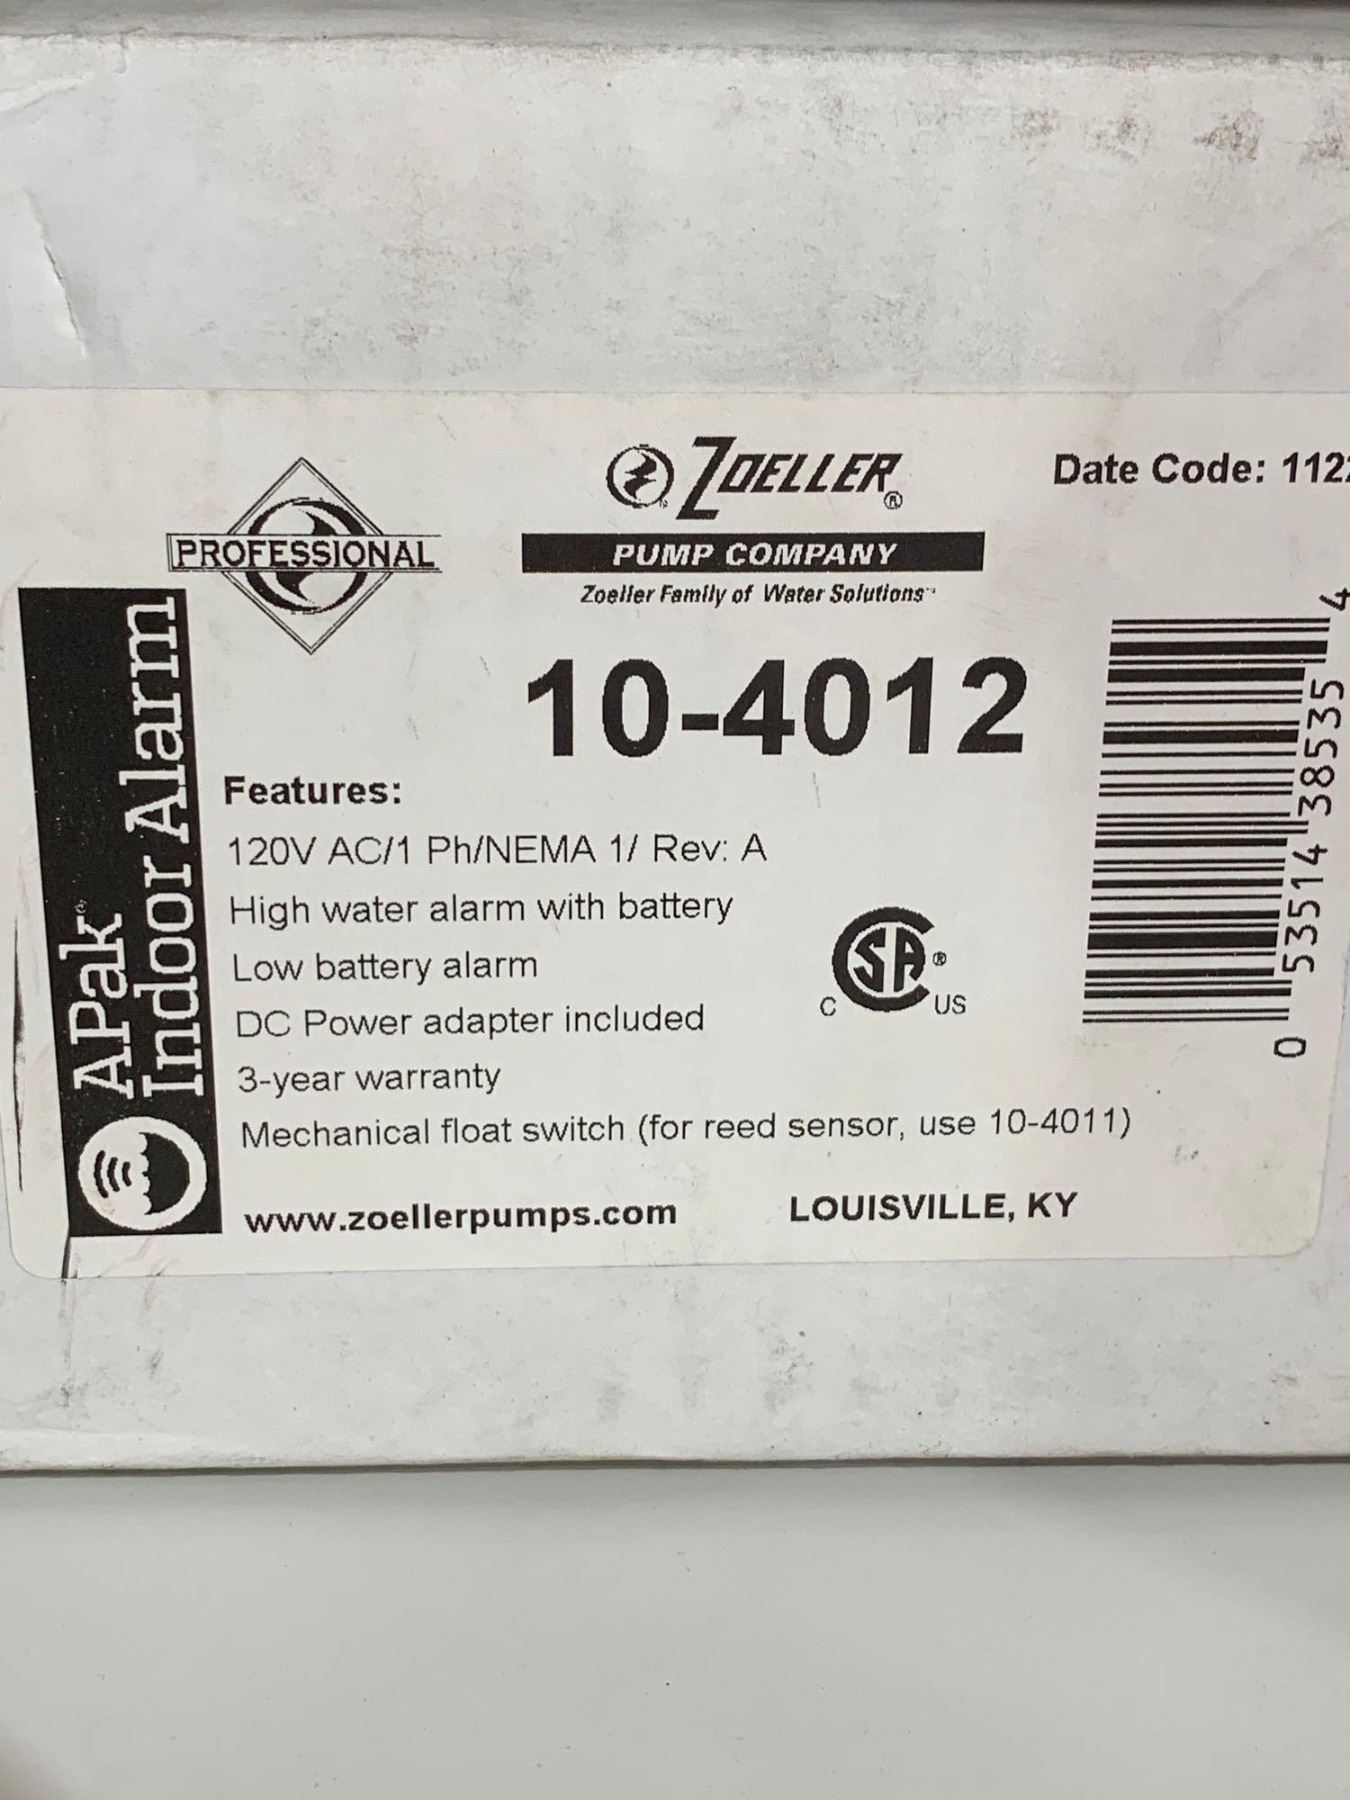 PROFESSIONAL
ZOELLER®
PUMP COMPANY
Zoeller Family of Water Solutions™
Date Code: 112
10-4012
APak®
Indoor Alarm
Features:
120V AC/1 Ph/NEMA 1/ Rev: A
High water alarm with battery
Low battery alarm
DC Power adapter included
3-year warranty
Mechanical float switch (for reed sensor, use 10-4011)
C SA® US
0 53514 38535 4
www.zoellerpumps.com
LOUISVILLE, KY